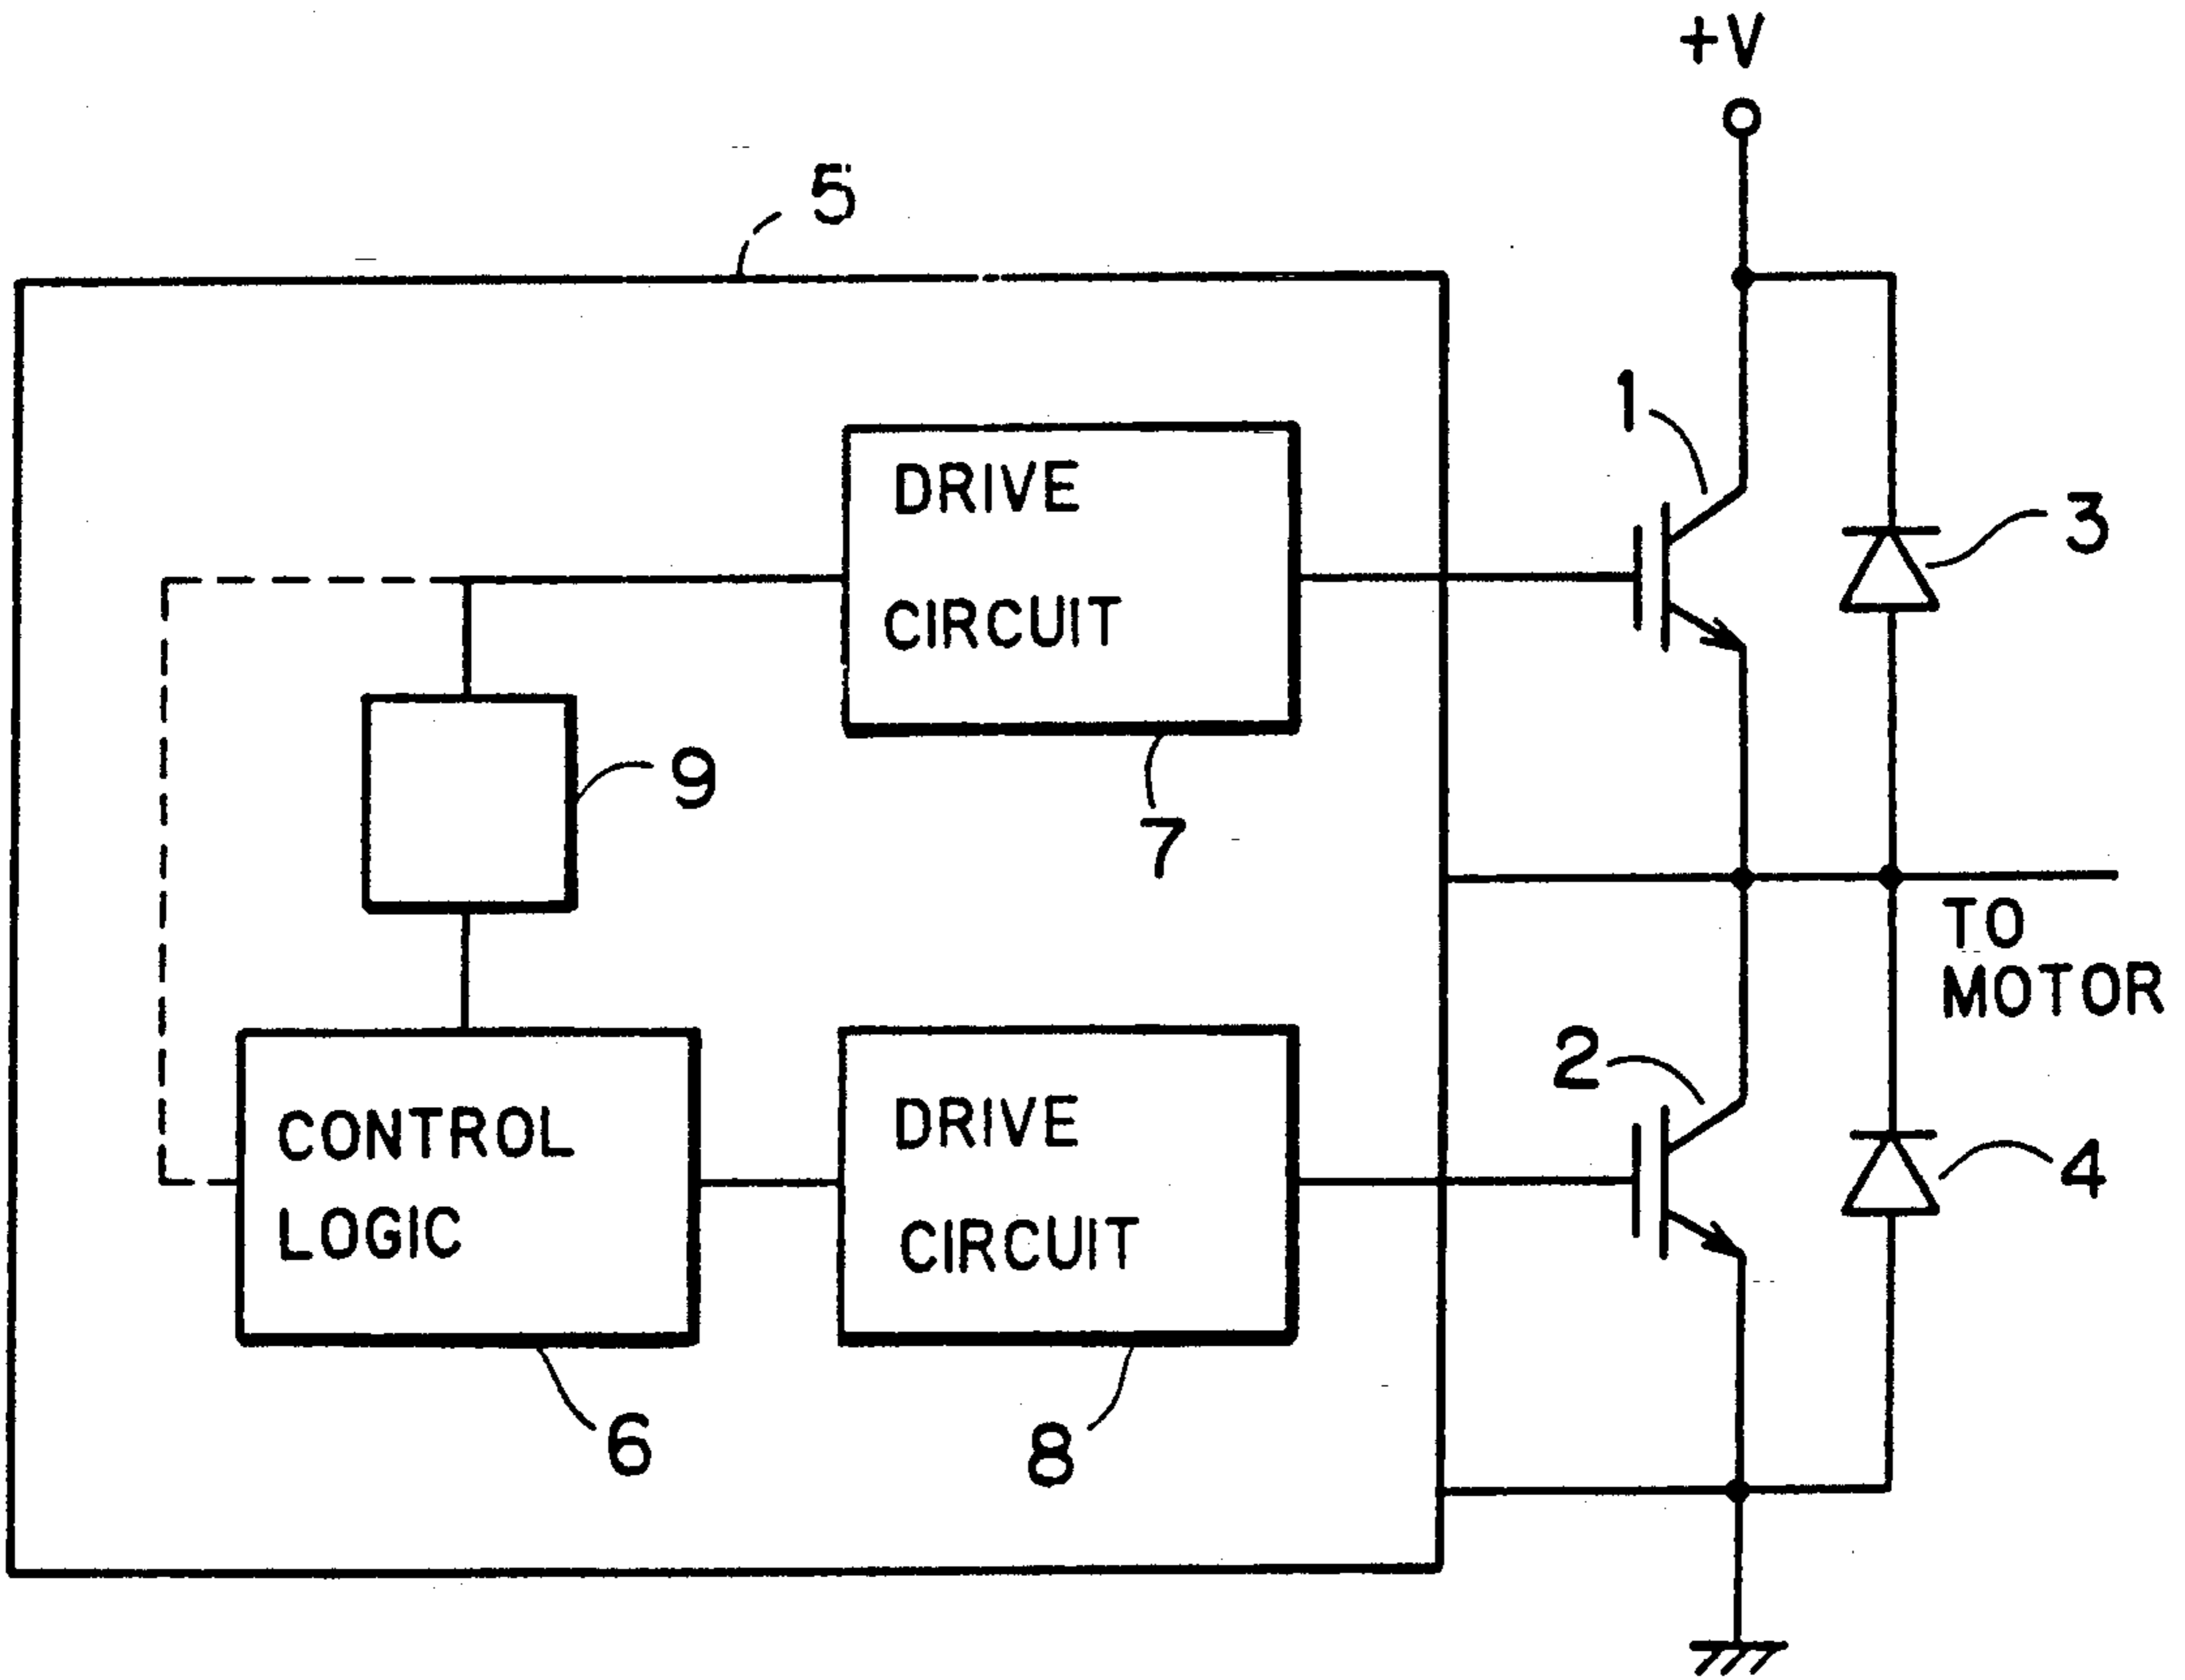 +V
5
1
DRIVE
CIRCUIT
3
9
7
TO
MOTOR
2
CONTROL
LOGIC
DRIVE
CIRCUIT
4
6
8